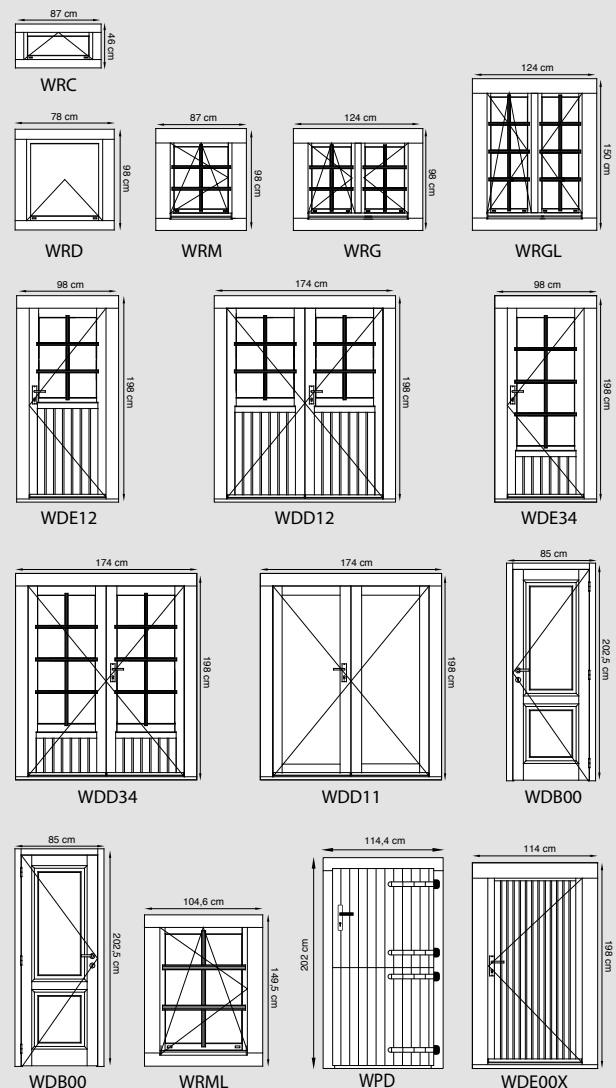 87 cm
46 cm
WRC
78 cm
98 cm
WRD
87 cm
98 cm
WRM
124 cm
98 cm
WRG
124 cm
150 cm
WRGL
98 cm
198 cm
WDE12
174 cm
198 cm
WDD12
98 cm
198 cm
WDE34
174 cm
198 cm
WDD34
174 cm
198 cm
WDD11
85 cm
202,5 cm
WDB00
85 cm
202,5 cm
WDB00
104,6 cm
149,5 cm
WRML
114,4 cm
202 cm
WPD
114 cm
198 cm
WDE00X